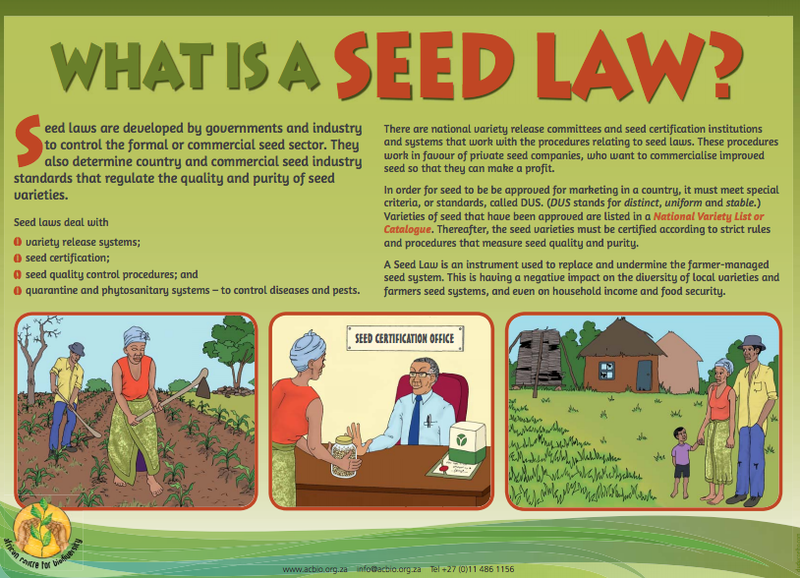 WHAT IS A SEED LAW?
Seed laws are developed by governments and industry
to control the formal or commercial seed sector. They
also determine country and commercial seed industry
standards that regulate the quality and purity of seed
varieties.
Seed laws deal with
variety release systems;
seed certification;
seed quality control procedures; and
quarantine and phytosanitary systems – to control diseases and pests.
There are national variety release committees and seed certification institutions
and systems that work with the procedures relating to seed laws. These procedures
work in favour of private seed companies, who want to commercialise improved
seed so that they can make a profit.
In order for seed to be be approved for marketing in a country, it must meet special
criteria, or standards, called DUS. (DUS stands for distinct, uniform and stable.)
Varieties of seed that have been approved are listed in a National Variety List or
Catalogue. Thereafter, the seed varieties must be certified according to strict rules
and procedures that measure seed quality and purity.
A Seed Law is an instrument used to replace and undermine the farmer-managed
seed system. This is having a negative impact on the diversity of local varieties and
farmers seed systems, and even on household income and food security.
SEED CERTIFICATION OFFICE
african centre for biodiversity
www.acbio.org.za info@acbio.org.za Tel +27 (0)11 486 1156